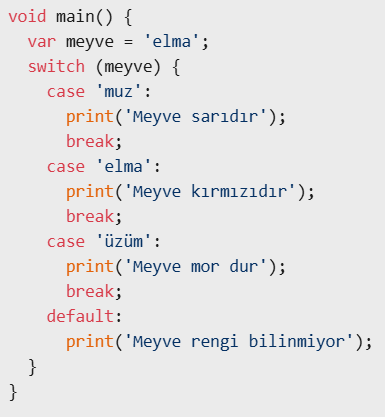 void main() {
  var meyve = 'elma';
  switch (meyve) {
    case 'muz':
      print('Meyve sarıdır');
      break;
    case 'elma':
      print('Meyve kırmızıdır');
      break;
    case 'üzüm':
      print('Meyve mor dur');
      break;
    default:
      print('Meyve rengi bilinmiyor');
  }
}